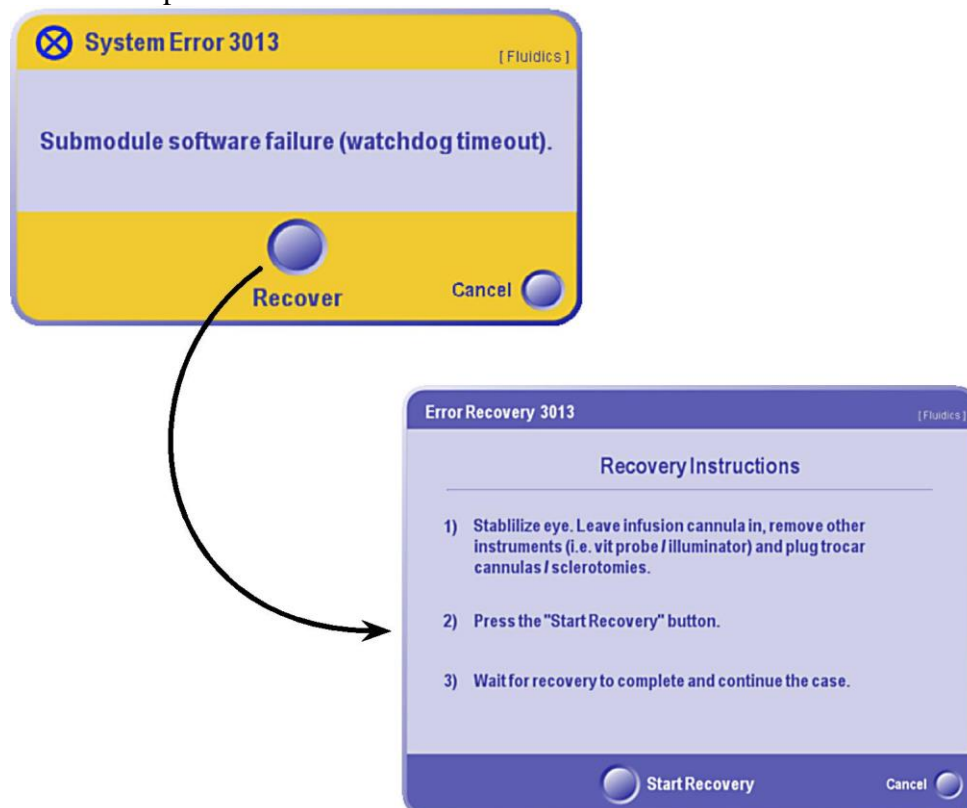 System Error 3013
[ Fluidics ]
Submodule software failure (watchdog timeout).
Recover
Cancel
Error Recovery 3013
[ Fluidics ]
Recovery Instructions
1) Stablilize eye. Leave infusion cannula in, remove other
instruments (i.e. vit probe / illuminator) and plug trocar
cannulas / sclerotomies.
2) Press the "Start Recovery" button.
3) Wait for recovery to complete and continue the case.
Start Recovery
Cancel